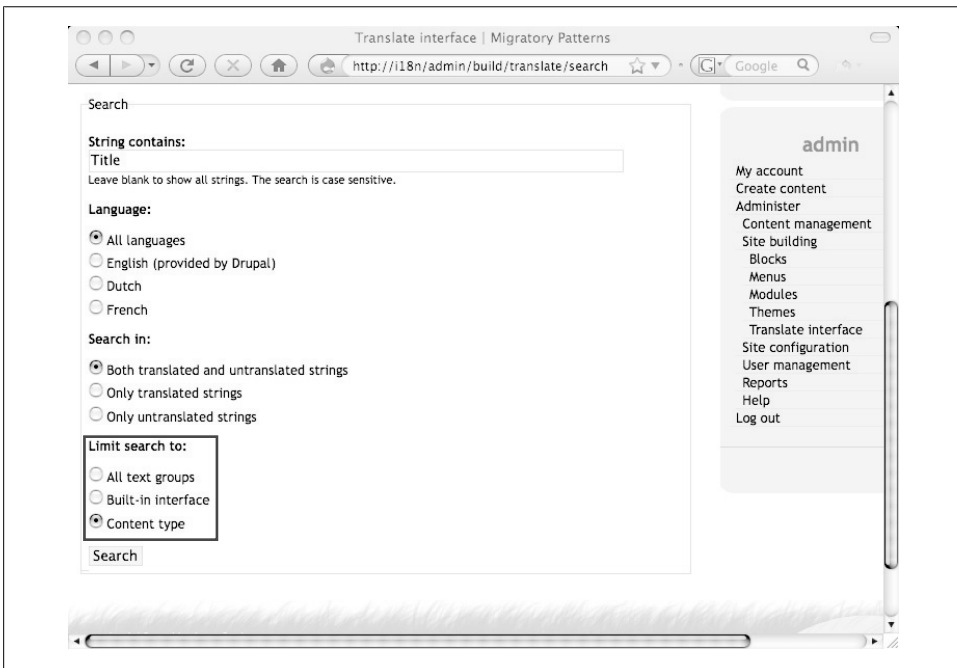 Translate interface | Migratory Patterns
http://i18n/admin/build/translate/search
G
Google
Search
String contains:
Title
Leave blank to show all strings. The search is case sensitive.
Language:
All languages
English (provided by Drupal)
Dutch
French
Search in:
Both translated and untranslated strings
Only translated strings
Only untranslated strings
Limit search to:
All text groups
Built-in interface
Content type
Search
admin
My account
Create content
Administer
Content management
Site building
Blocks
Menus
Modules
Themes
Translate interface
Site configuration
User management
Reports
Help
Log out